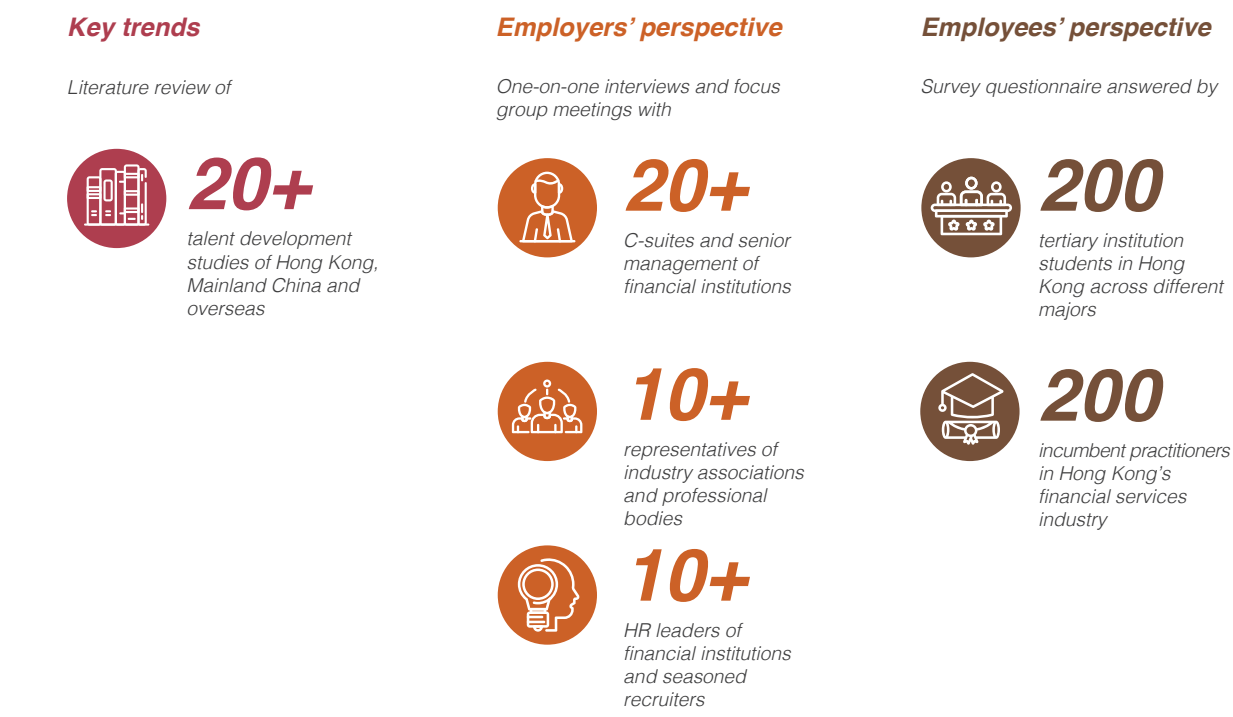 Key trends
Literature review of
20+
talent development
studies of Hong Kong,
Mainland China and
overseas
Employers’ perspective
One-on-one interviews and focus
group meetings with
20+
C-suites and senior
management of
financial institutions
10+
representatives of
industry associations
and professional
bodies
10+
HR leaders of
financial institutions
and seasoned
recruiters
Employees’ perspective
Survey questionnaire answered by
200
tertiary institution
students in Hong
Kong across different
majors
200
incumbent practitioners
in Hong Kong’s
financial services
industry